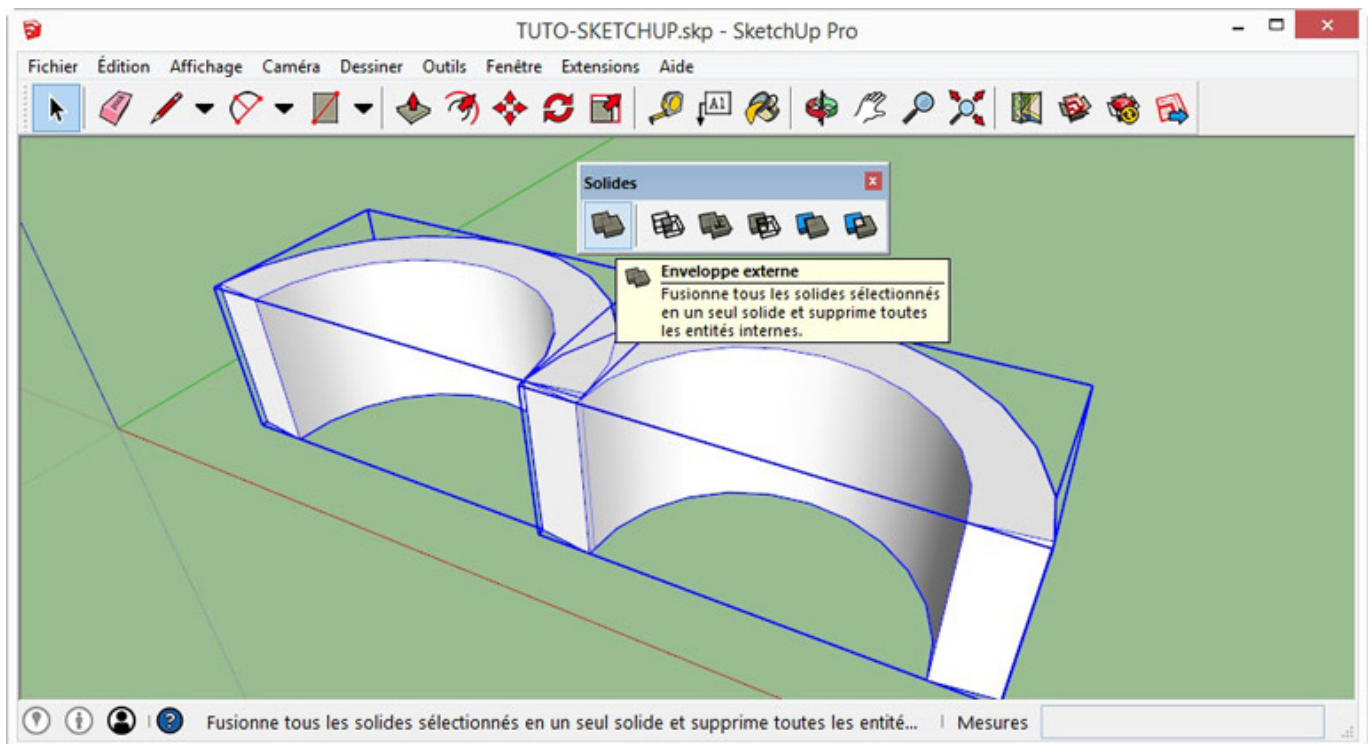 TUTO-SKETCHUP.skp - SketchUp Pro
Fichier Édition Affichage Caméra Dessiner Outils Fenêtre Extensions Aide
A1
Solides
Enveloppe externe
Fusionne tous les solides sélectionnés
en un seul solide et supprime toutes
les entités internes.
Fusionne tous les solides sélectionnés en un seul solide et supprime toutes les entité... Mesures